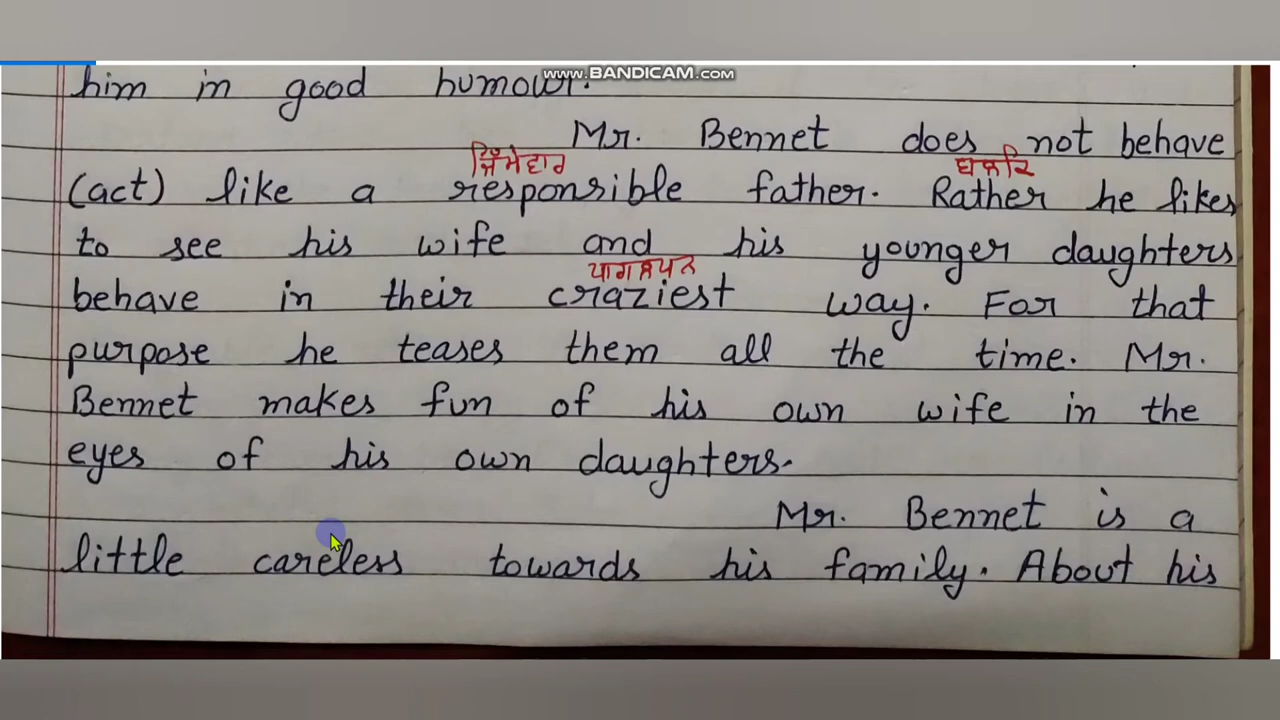 www.BANDICAM.com
him in good humour.
Mr. Bennet does not behave
ਜ਼ਿੰਮੇਵਾਰ ਬਲਕਿ
(act) like a responsible father. Rather he likes
to see his wife and his younger daughters
ਪਾਗਲਪਨ
behave in their craziest way. For that
purpose he teases them all the time. Mr.
Bennet makes fun of his own wife in the
eyes of his own daughters.
Mr. Bennet is a
little careless towards his family. About his